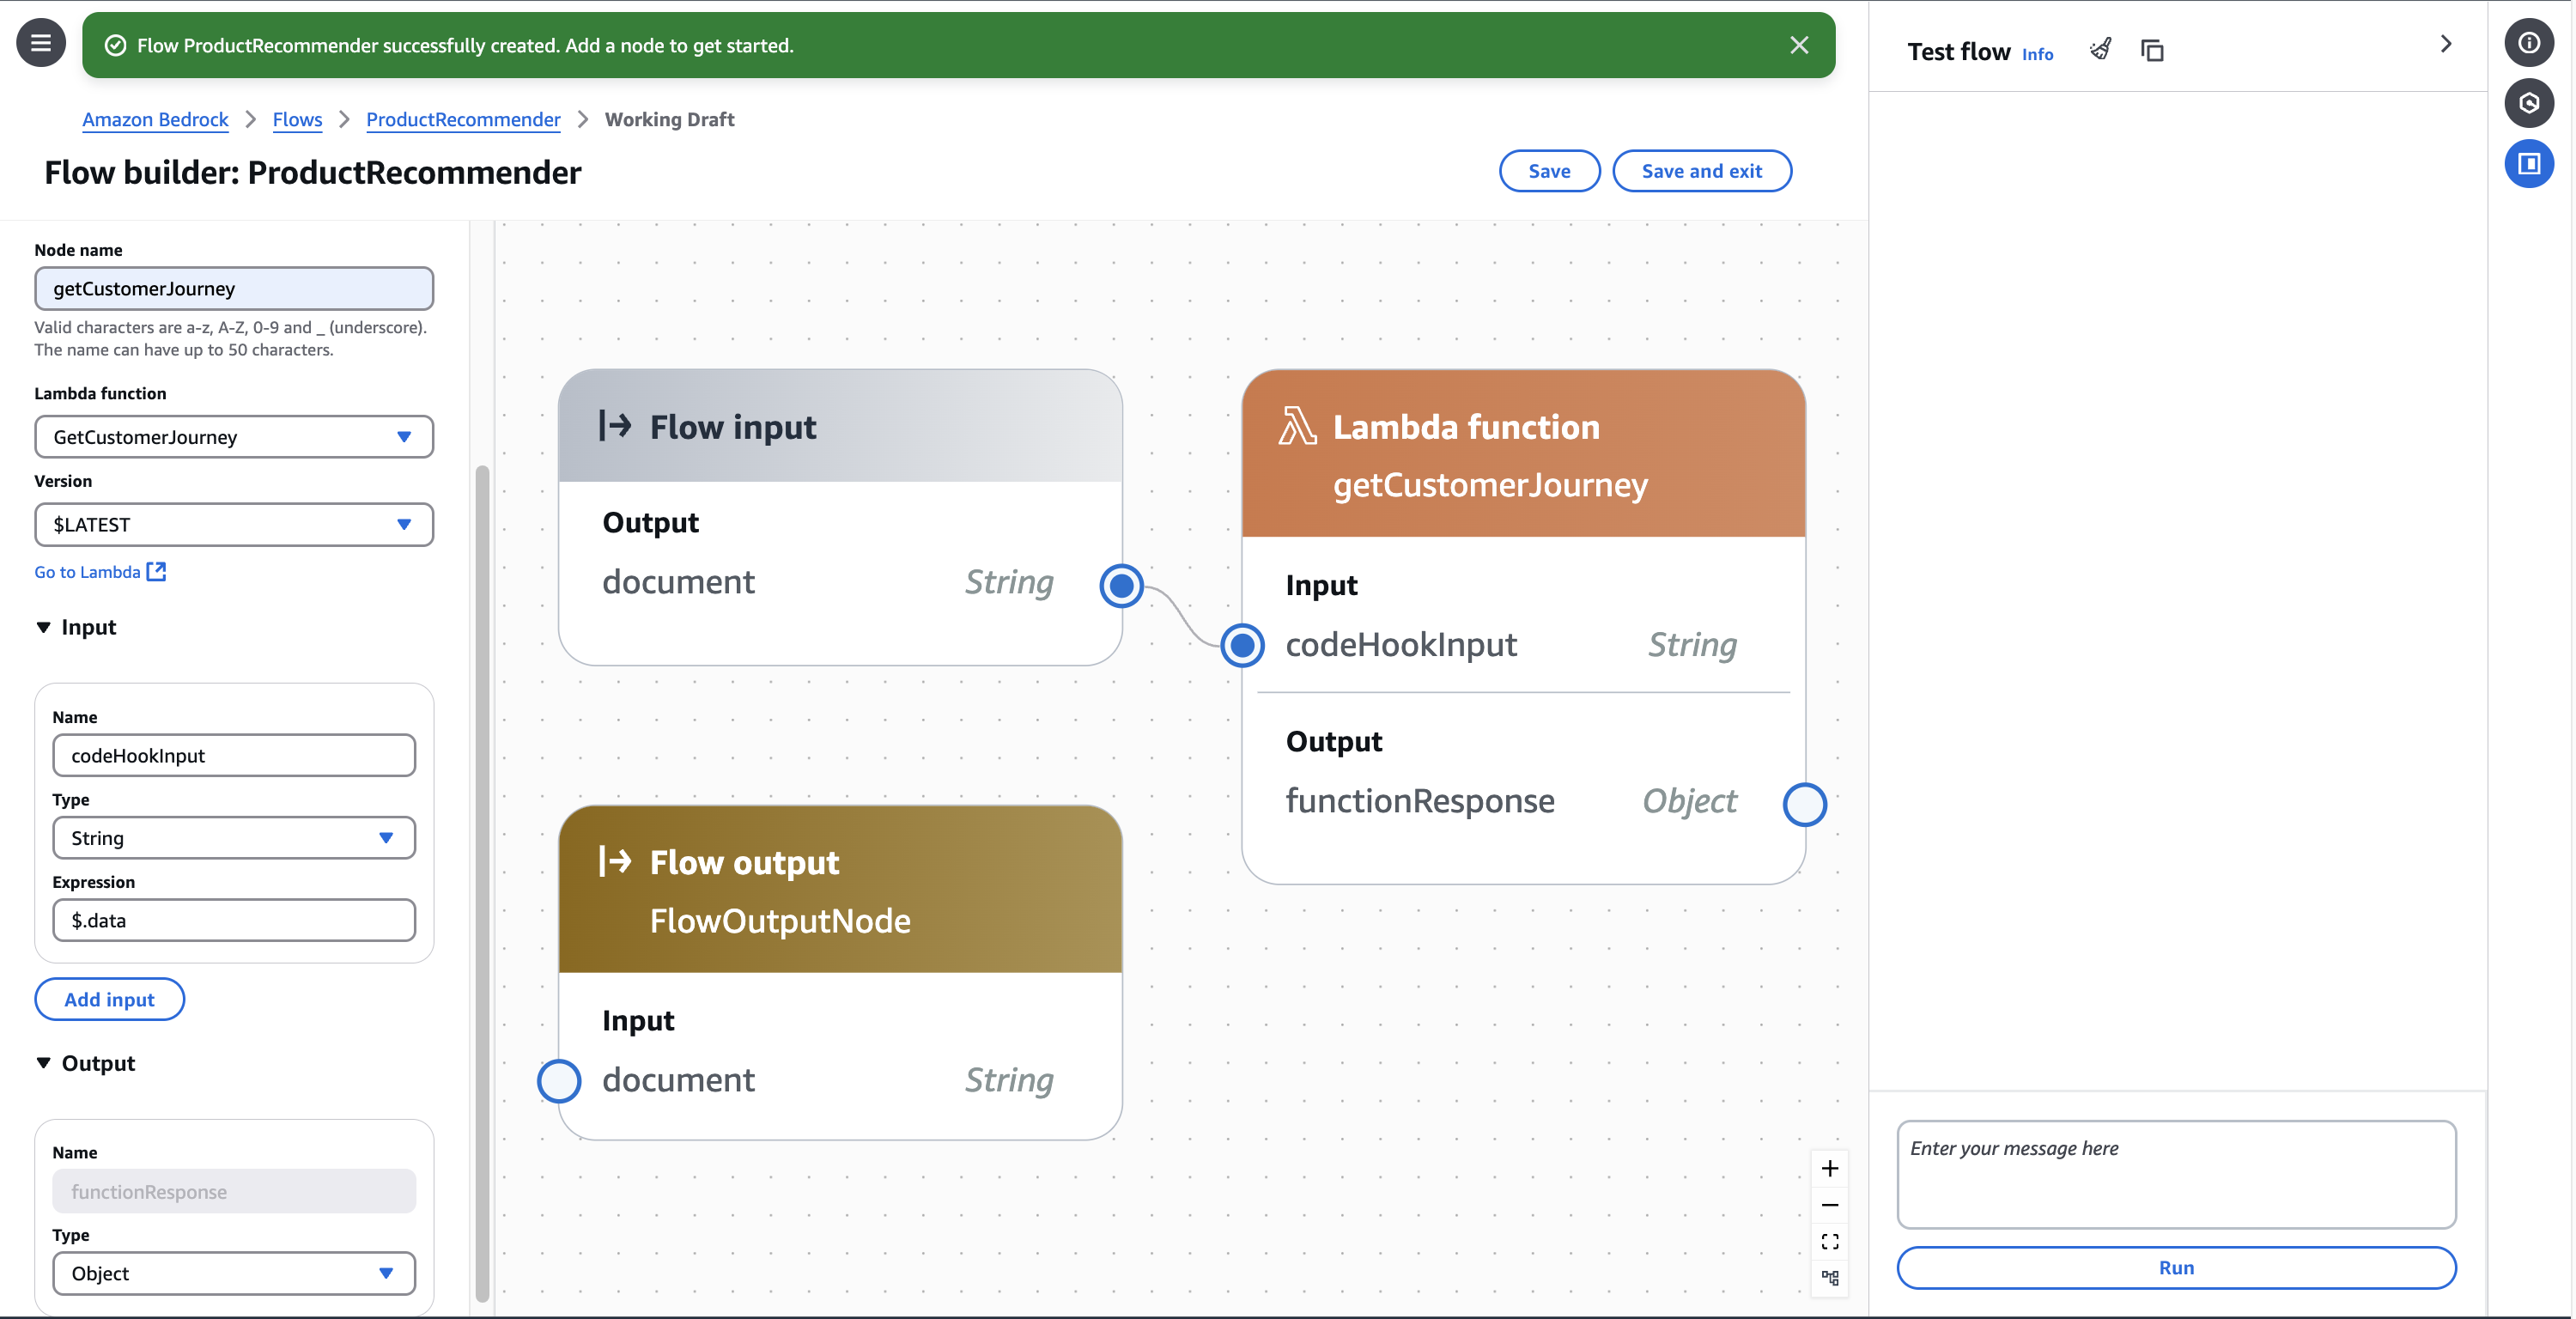 Flow ProductRecommender successfully created. Add a node to get started.
Amazon Bedrock > Flows > ProductRecommender > Working Draft
Flow builder: ProductRecommender
Save
Save and exit
Node name
getCustomerJourney
Valid characters are a-z, A-Z, 0-9 and _ (underscore).
The name can have up to 50 characters.
Lambda function
GetCustomerJourney
Version
$LATEST
Go to Lambda
Input
Name
codeHookInput
Type
String
Expression
$.data
Add input
Output
Name
functionResponse
Type
Object
Flow input
Output
document String
Flow output
FlowOutputNode
Input
document String
Lambda function
getCustomerJourney
Input
codeHookInput String
Output
functionResponse Object
Test flow Info
Enter your message here
Run